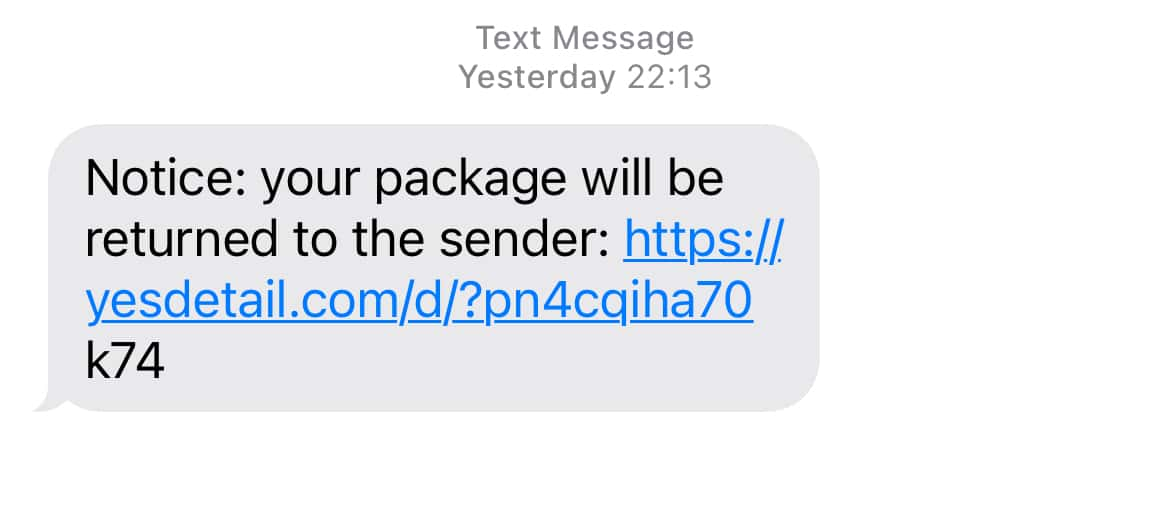 Text Message
Yesterday 22:13
Notice: your package will be
returned to the sender: https://
yesdetail.com/d/?pn4cqiha70
k74